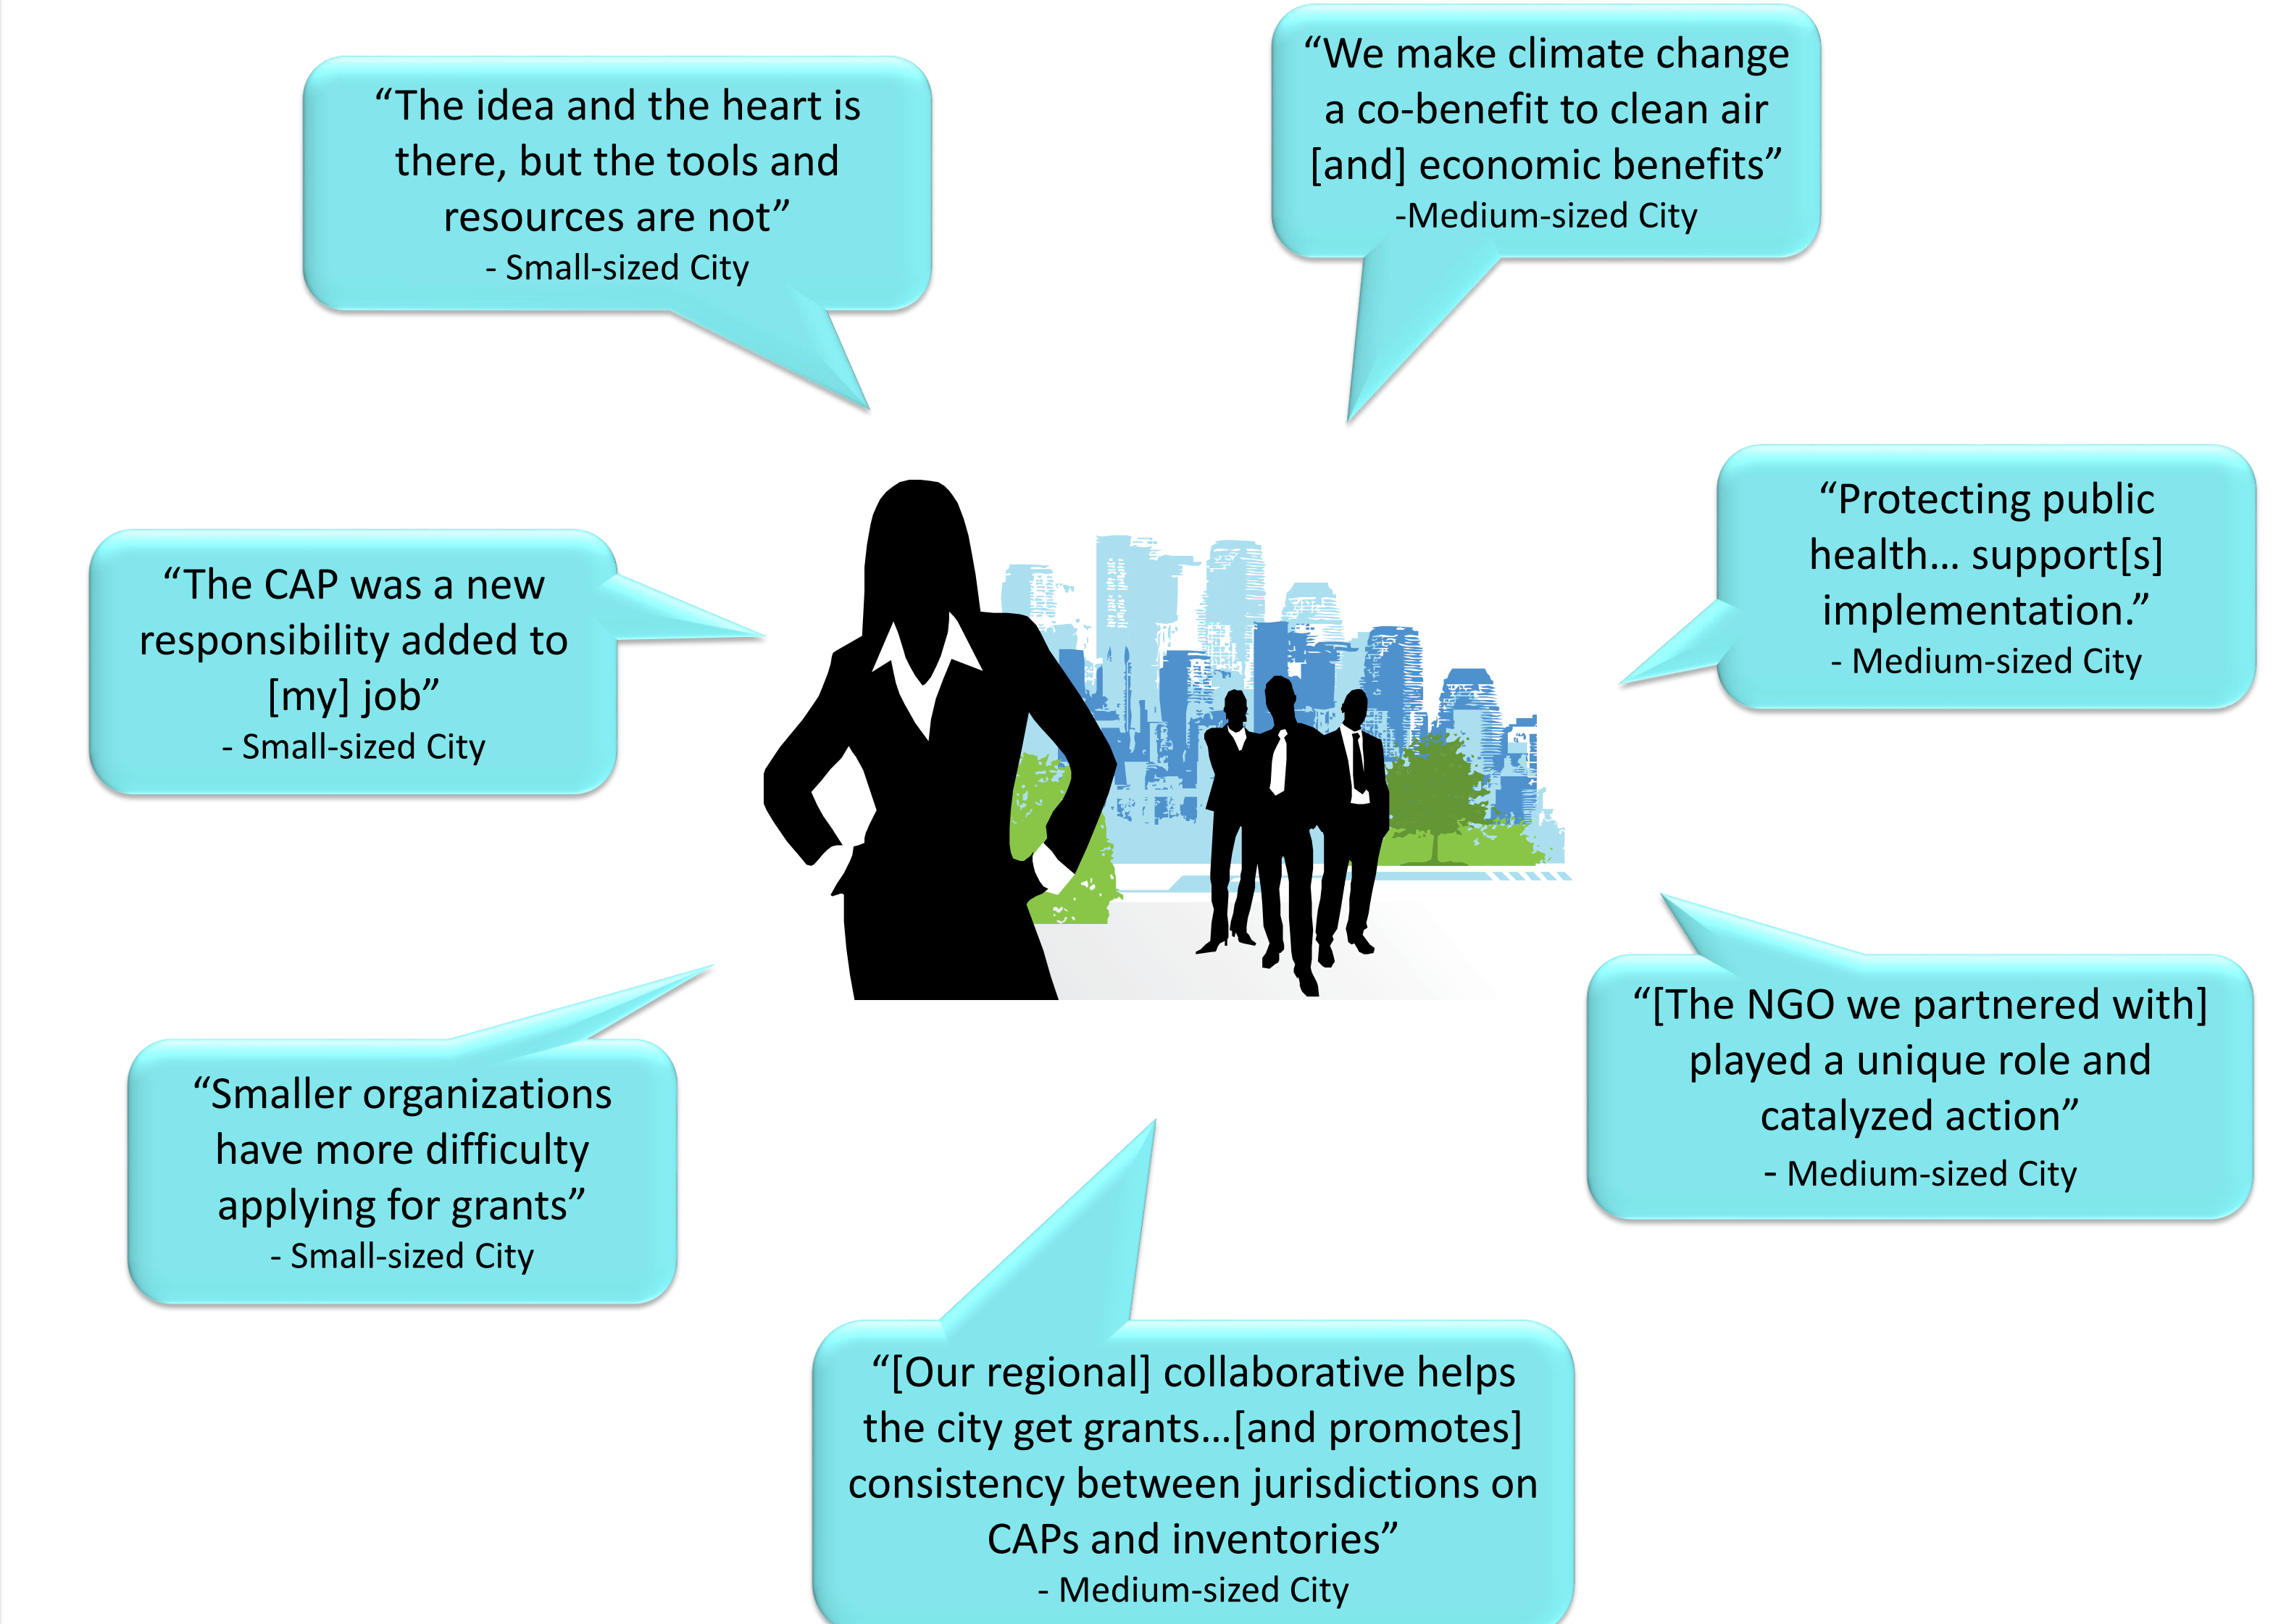 “We make climate change
a co-benefit to clean air
[and] economic benefits”
-Medium-sized City
“The idea and the heart is
there, but the tools and
resources are not”
- Small-sized City
“Protecting public
health... support[s]
implementation.”
- Medium-sized City
“The CAP was a new
responsibility added to
[my] job”
- Small-sized City
“[The NGO we partnered with]
played a unique role and
catalyzed action”
- Medium-sized City
“Smaller organizations
have more difficulty
applying for grants”
- Small-sized City
“[Our regional] collaborative helps
the city get grants...[and promotes]
consistency between jurisdictions on
CAPs and inventories”
- Medium-sized City